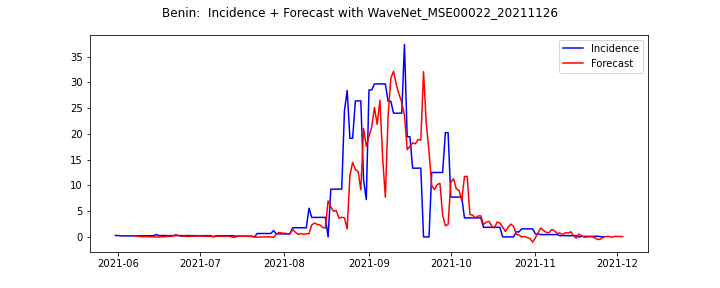 Benin:  Incidence + Forecast with WaveNet_MSE00022_20211126
Incidence
Forecast
35
30
25
20
15
10
5
0
2021-06 2021-07 2021-08 2021-09 2021-10 2021-11 2021-12